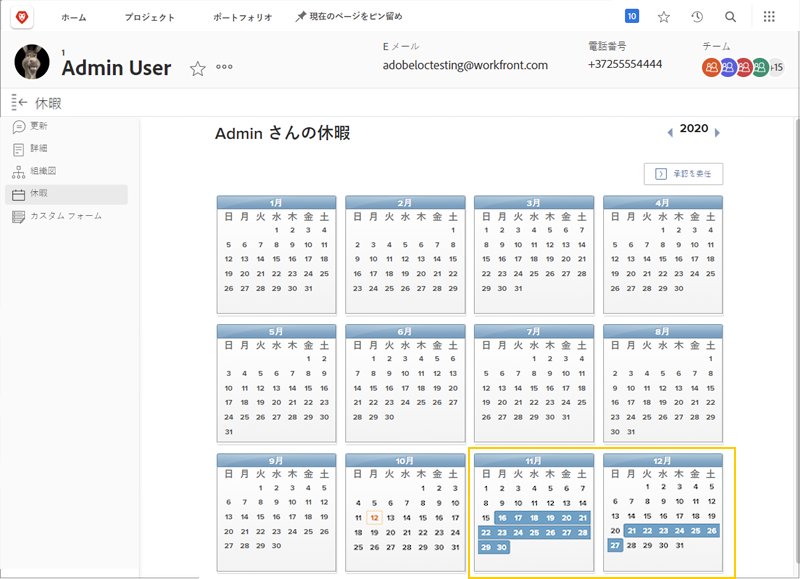 ホーム プロジェクト ポートフォリオ 現在のページをピン留め 10
1
Admin User
Eメール
adobeloctesting@workfront.com
電話番号
+37255554444
チーム
+15
休暇
更新
詳細
組織図
休暇
カスタム フォーム
Admin さんの休暇
2020
承認を委任
1月 2月 3月 4月
日 月 火 水 木 金 土 日 月 火 水 木 金 土 日 月 火 水 木 金 土 日 月 火 水 木 金 土
1 2 3 4 1 1 2 3 4 5 6 7 1 2 3 4
5 6 7 8 9 10 11 2 3 4 5 6 7 8 8 9 10 11 12 13 14 5 6 7 8 9 10 11
12 13 14 15 16 17 18 9 10 11 12 13 14 15 15 16 17 18 19 20 21 12 13 14 15 16 17 18
19 20 21 22 23 24 25 16 17 18 19 20 21 22 22 23 24 25 26 27 28 19 20 21 22 23 24 25
26 27 28 29 30 31 23 24 25 26 27 28 29 29 30 31 26 27 28 29 30
5月 6月 7月 8月
日 月 火 水 木 金 土 日 月 火 水 木 金 土 日 月 火 水 木 金 土 日 月 火 水 木 金 土
1 2 1 2 3 4 5 6 1 2 3 4 1
3 4 5 6 7 8 9 7 8 9 10 11 12 13 5 6 7 8 9 10 11 2 3 4 5 6 7 8
10 11 12 13 14 15 16 14 15 16 17 18 19 20 12 13 14 15 16 17 18 9 10 11 12 13 14 15
17 18 19 20 21 22 23 21 22 23 24 25 26 27 19 20 21 22 23 24 25 16 17 18 19 20 21 22
24 25 26 27 28 29 30 28 29 30 26 27 28 29 30 31 23 24 25 26 27 28 29
31 30 31
9月 10月 11月 12月
日 月 火 水 木 金 土 日 月 火 水 木 金 土 日 月 火 水 木 金 土 日 月 火 水 木 金 土
1 2 3 4 5 1 2 3 1 2 3 4 5 6 7 1 2 3 4 5
6 7 8 9 10 11 12 4 5 6 7 8 9 10 8 9 10 11 12 13 14 6 7 8 9 10 11 12
13 14 15 16 17 18 19 11 12 13 14 15 16 17 15 16 17 18 19 20 21 13 14 15 16 17 18 19
20 21 22 23 24 25 26 18 19 20 21 22 23 24 22 23 24 25 26 27 28 20 21 22 23 24 25 26
27 28 29 30 25 26 27 28 29 30 31 29 30 27 28 29 30 31